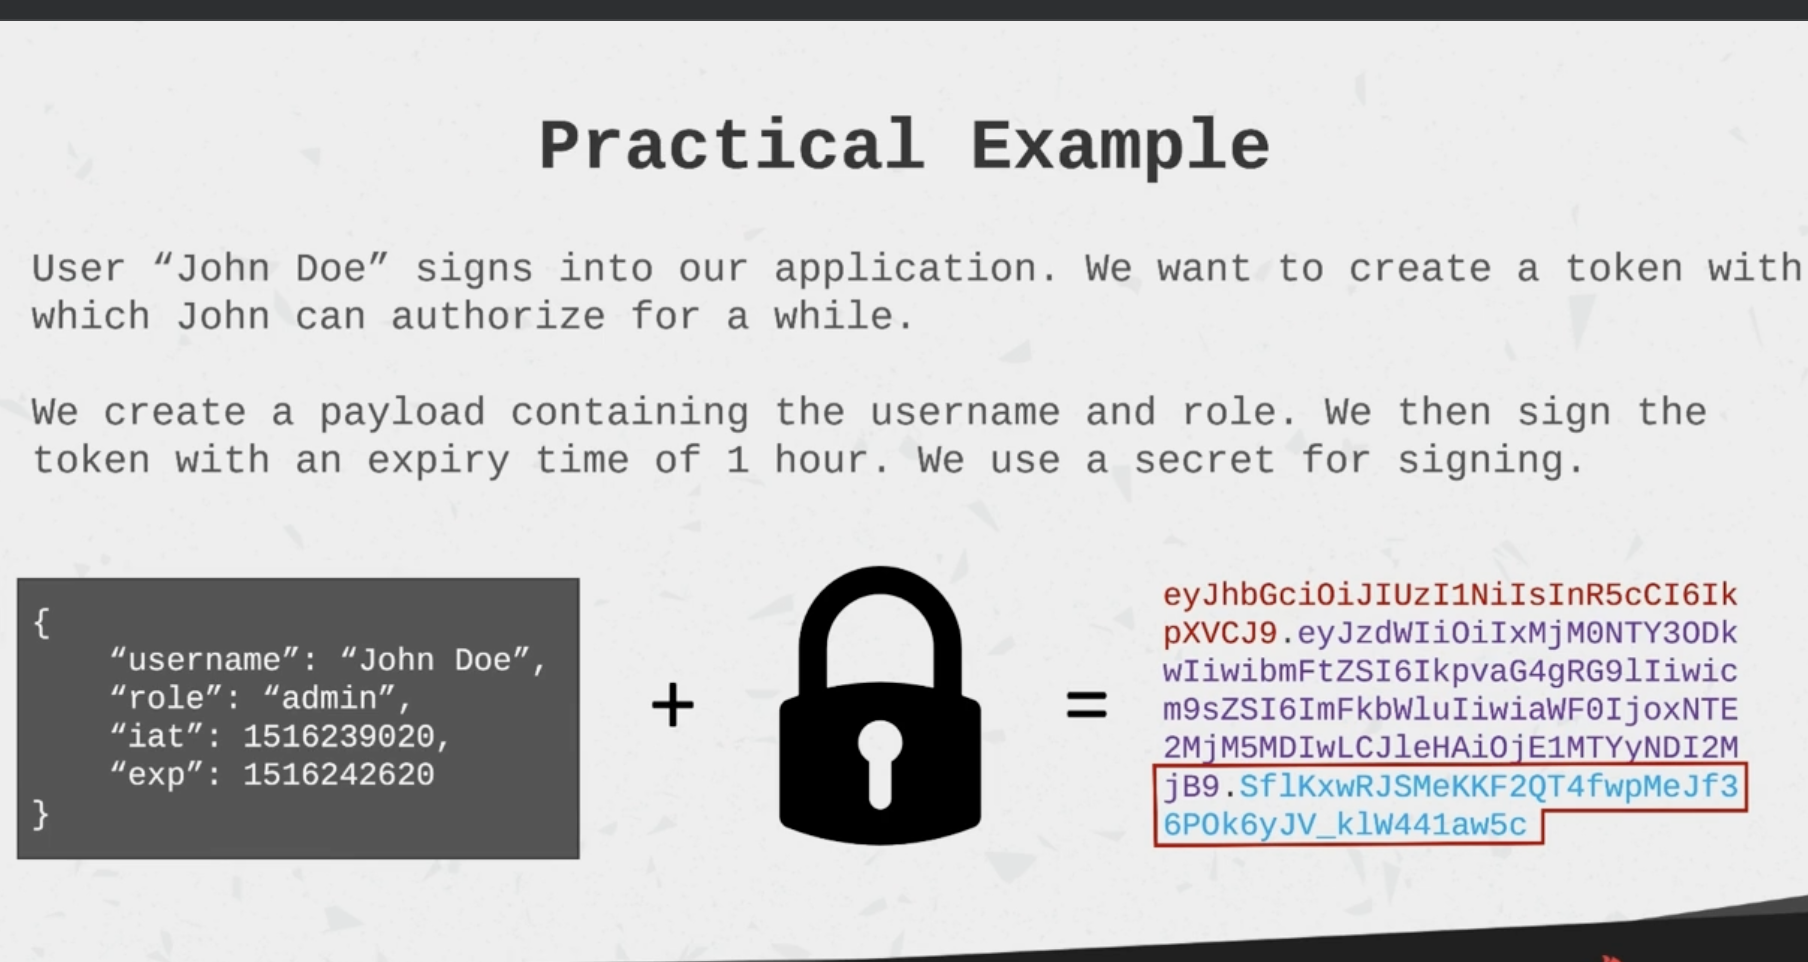 Practical Example
User “John Doe” signs into our application. We want to create a token with
which John can authorize for a while.
We create a payload containing the username and role. We then sign the
token with an expiry time of 1 hour. We use a secret for signing.
{
“username”: “John Doe”,
“role”: “admin”,
“iat”: 1516239020,
“exp”: 1516242620
}
+
=
eyJhbGciOiJIUzI1NiIsInR5cCI6Ik
pXVCJ9.eyJzdWIiOiIxMjM0NTY3ODk
wIiwibmFtZSI6IkpvaG4gRG9lIiwic
m9sZSI6ImFkbWluIiwiaWF0IjoxNTE
2MjM5MDIwLCJleHAiOjE1MTYyNDI2M
jB9.SflKxwRJSMeKKF2QT4fwpMeJf3
6POk6yJV_klW441aw5c